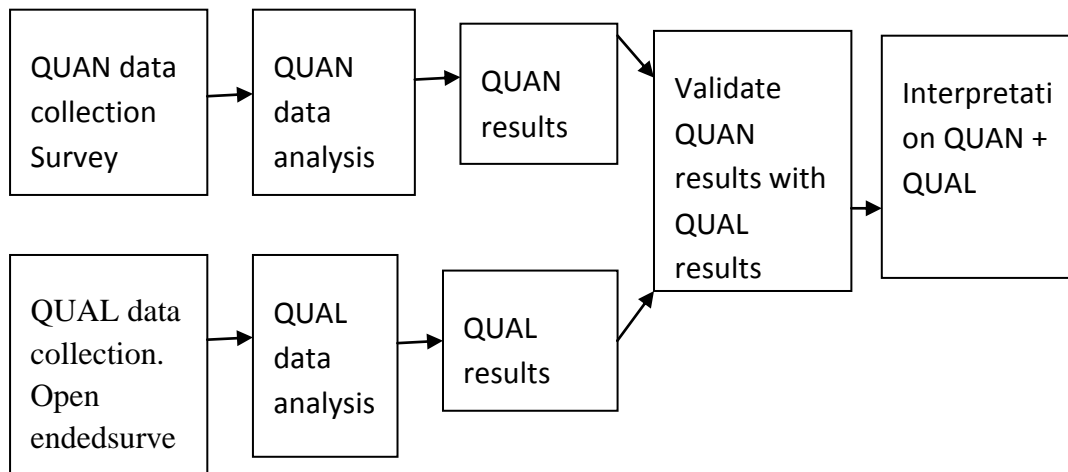 QUAN data
collection
Survey
QUAN
data
analysis
QUAN
results
Validate
QUAN
results with
QUAL
results
Interpretati
on QUAN +
QUAL
QUAL data
collection.
Open
endedsurve
QUAL
data
analysis
QUAL
results